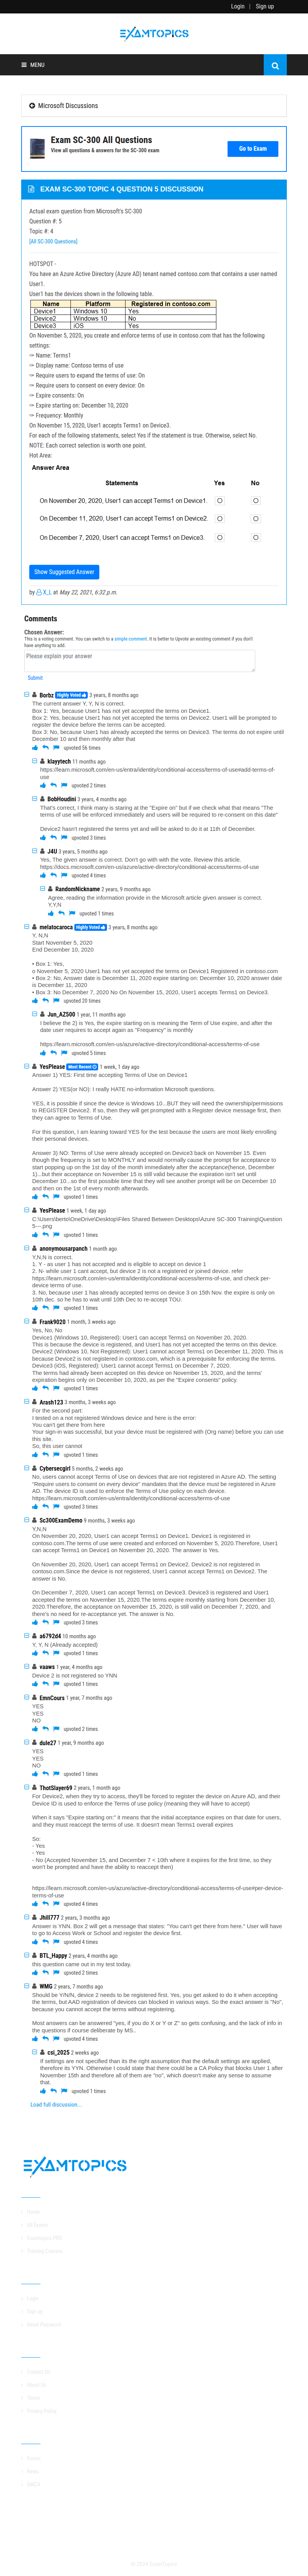 Login | Sign up
EXAMTOPICS
MENU
Microsoft Discussions
Exam SC-300 All Questions
View all questions & answers for the SC-300 exam
Go to Exam
EXAM SC-300 TOPIC 4 QUESTION 5 DISCUSSION
Actual exam question from Microsoft's SC-300
Question #: 5
Topic #: 4
[All SC-300 Questions]
HOTSPOT -
You have an Azure Active Directory (Azure AD) tenant named contoso.com that contains a user named
User1.
User1 has the devices shown in the following table.
Name Platform Registered in contoso.com
Device1 Windows 10 Yes
Device2 Windows 10 No
Device3 iOS Yes
On November 5, 2020, you create and enforce terms of use in contoso.com that has the following
settings:
✑ Name: Terms1
✑ Display name: Contoso terms of use
✑ Require users to expand the terms of use: On
✑ Require users to consent on every device: On
✑ Expire consents: On
✑ Expire starting on: December 10, 2020
✑ Frequency: Monthly
On November 15, 2020, User1 accepts Terms1 on Device3.
For each of the following statements, select Yes if the statement is true. Otherwise, select No.
NOTE: Each correct selection is worth one point.
Hot Area:
Answer Area
Statements Yes No
On November 20, 2020, User1 can accept Terms1 on Device1.
On December 11, 2020, User1 can accept Terms1 on Device2.
On December 7, 2020, User1 can accept Terms1 on Device3.
Show Suggested Answer
by X_L at May 22, 2021, 6:32 p.m.
Comments
Chosen Answer:
This is a voting comment. You can switch to a simple comment. It is better to Upvote an existing comment if you don't
have anything to add.
Please explain your answer
Submit
Borbz Highly Voted 3 years, 8 months ago
The current answer Y, Y, N is correct.
Box 1: Yes, because User1 has not yet accepted the terms on Device1.
Box 2: Yes, because User1 has not yet accepted the terms on Device2. User1 will be prompted to
register the device before the terms can be accepted.
Box 3: No, because User1 has already accepted the terms on Device3. The terms do not expire until
December 10 and then monthly after that
upvoted 56 times
klayytech 11 months ago
https://learn.microsoft.com/en-us/entra/identity/conditional-access/terms-of-use#add-terms-of-
use
upvoted 2 times
BobHoudini 3 years, 4 months ago
That's correct. I think many is staring at the "Expire on" but if we check what that means "The
terms of use will be enforced immediately and users will be required to re-consent on this date".
Device2 hasn't registered the terms yet and will be asked to do it at 11th of December.
upvoted 3 times
J4U 3 years, 5 months ago
Yes, The given answer is correct. Don't go with with the vote. Review this article.
https://docs.microsoft.com/en-us/azure/active-directory/conditional-access/terms-of-use
upvoted 4 times
RandomNickname 2 years, 9 months ago
Agree, reading the information provide in the Microsoft article given answer is correct.
Y,Y,N
upvoted 1 times
melatocaroca Highly Voted 3 years, 8 months ago
Y, N,N
Start November 5, 2020
End December 10, 2020
• Box 1: Yes,
o November 5, 2020 User1 has not yet accepted the terms on Device1 Registered in contoso.com
• Box 2: No, Answer date is December 11, 2020 expire starting on: December 10, 2020 answer date
is December 11, 2020
• Box 3: No December 7, 2020 No On November 15, 2020, User1 accepts Terms1 on Device3.
upvoted 20 times
Jun_AZ500 1 year, 11 months ago
I believe the 2) is Yes, the expire starting on is meaning the Term of Use expire, and after the
date user require to accept again as "Frequency" is monthly
https://learn.microsoft.com/en-us/azure/active-directory/conditional-access/terms-of-use
upvoted 5 times
YesPlease Most Recent 1 week, 1 day ago
Answer 1) YES: First time accepting Terms of Use on Device1
Answer 2) YES(or NO): I really HATE no-information Microsoft questions.
YES, it is possible since the device is Windows 10...BUT they will need the ownership/permissions
to REGISTER Device2. If so, then they will get prompted with a Register device message first, then
they can agree to Terms of Use.
For this question, I am leaning toward YES for the test because the users are most likely enrolling
their personal devices.
Answer 3) NO: Terms of Use were already accepted on Device3 back on November 15. Even
though the frequency is set to MONTHLY and would normally cause the prompt for acceptance to
start popping up on the 1st day of the month immediately after the acceptance(hence, December
1)...but their acceptance on November 15 is still valid because the expiration isn't set until
December 10...so the first time that they will see another prompt will be on December 10
and then on the 1st of every month afterwards.
upvoted 1 times
YesPlease 1 week, 1 day ago
C:\Users\berto\OneDrive\Desktop\Files Shared Between Desktops\Azure SC-300 Training\Question
5---.png
upvoted 1 times
anonymousarpanch 1 month ago
Y,N,N is correct.
1. Y - as user 1 has not accepted and is eligible to accept on device 1
2. N- while user 1 cant accept, but device 2 is not a registered or joined device. refer
https://learn.microsoft.com/en-us/entra/identity/conditional-access/terms-of-use, and check per-
device terms of use.
3. No, because user 1 has already accepted terms on device 3 on 15th Nov. the expire is only on
10th dec. so he has to wait until 10th Dec to re-accept TOU.
upvoted 1 times
Frank9020 1 month, 3 weeks ago
Yes, No, No
Device1 (Windows 10, Registered): User1 can accept Terms1 on November 20, 2020.
This is because the device is registered, and User1 has not yet accepted the terms on this device.
Device2 (Windows 10, Not Registered): User1 cannot accept Terms1 on December 11, 2020. This is
because Device2 is not registered in contoso.com, which is a prerequisite for enforcing the terms.
Device3 (iOS, Registered): User1 cannot accept Terms1 on December 7, 2020.
The terms had already been accepted on this device on November 15, 2020, and the terms'
expiration begins only on December 10, 2020, as per the "Expire consents" policy.
upvoted 1 times
Arash123 3 months, 3 weeks ago
For the second part:
I tested on a not registered Windows device and here is the error:
You can't get there from here
Your sign-in was successful, but your device must be registered with (Org name) before you can start
this site.
So, this user cannot
upvoted 1 times
Cybersecgirl 5 months, 2 weeks ago
No, users cannot accept Terms of Use on devices that are not registered in Azure AD. The setting
"Require users to consent on every device" mandates that their device must be registered with
Azure AD. The device ID is used to enforce the Terms of Use policy on each device.
https://learn.microsoft.com/en-us/entra/identity/conditional-access/terms-of-use
upvoted 3 times
Sc300ExamDemo 9 months, 3 weeks ago
Y,N,N
On November 20, 2020, User1 can accept Terms1 on Device1. Device1 is registered in
contoso.com.The terms of use were created and enforced on November 5, 2020.Therefore, User1
can accept Terms1 on Device1 on November 20, 2020. The answer is Yes.
On November 20, 2020, User1 can accept Terms1 on Device2. Device2 is not registered in
contoso.com.Since the device is not registered, User1 cannot accept Terms1 on Device2. The
answer is No.
On December 7, 2020, User1 can accept Terms1 on Device3. Device3 is registered and User1
accepted the terms on November 15, 2020.The terms expire monthly starting from December 10,
2020.Therefore, the acceptance on November 15, 2020, is still valid on December 7, 2020, and
there's no need for re-acceptance yet. The answer is No.
upvoted 3 times
a6792d4 10 months ago
Y, Y, N (Already accepted)
upvoted 1 times
vaaws 1 year, 4 months ago
Device 2 is not registered so YNN
upvoted 1 times
EmnCours 1 year, 7 months ago
YES
YES
NO
upvoted 2 times
dule27 1 year, 9 months ago
YES
YES
NO
upvoted 1 times
ThotSlayer69 2 years, 1 month ago
For Device2, when they try to access, they'll be forced to register the device on Azure AD, and their
Device ID is used to enforce the Terms of Use policy (meaning they will have to accept)
When it says "Expire starting on:" it means that the initial acceptance expires on that date for users,
and they must reaccept the terms of use. It doesn't mean Terms1 overall expires
So:
- Yes
- Yes
- No (Accepted November 15, and December 7 < 10th where it expires for the first time, so they
won't be prompted and have the ability to reaccept then)
https://learn.microsoft.com/en-us/azure/active-directory/conditional-access/terms-of-use#per-device-
terms-of-use
upvoted 4 times
Jhill777 2 years, 3 months ago
Answer is YNN. Box 2 will get a message that states: "You can't get there from here." User will have
to go to Access Work or School and register the device first.
upvoted 4 times
BTL_Happy 2 years, 4 months ago
this question came out in my test today.
upvoted 2 times
WMG 2 years, 7 months ago
Should be Y/N/N, device 2 needs to be registered first. Yes, you get asked to do it when accepting
the terms, but AAD registration of devices can blocked in various ways. So the exact answer is "No",
because you cannot accept the terms without registering.
Most answers can be answered "yes, if you do X or Y or Z" so gets confusing, and the lack of info in
the questions if course deliberate by MS..
upvoted 4 times
csi_2025 2 weeks ago
If settings are not specified than the right assumption that the default settings are applied,
therefore its YYN. Otherwise I could state that there could be a CA Policy that blocks User 1 after
November 15th and therefore all of them are "no", which doesn't make any sense to assume
that.
upvoted 1 times
Load full discussion...
EXAMTOPICS